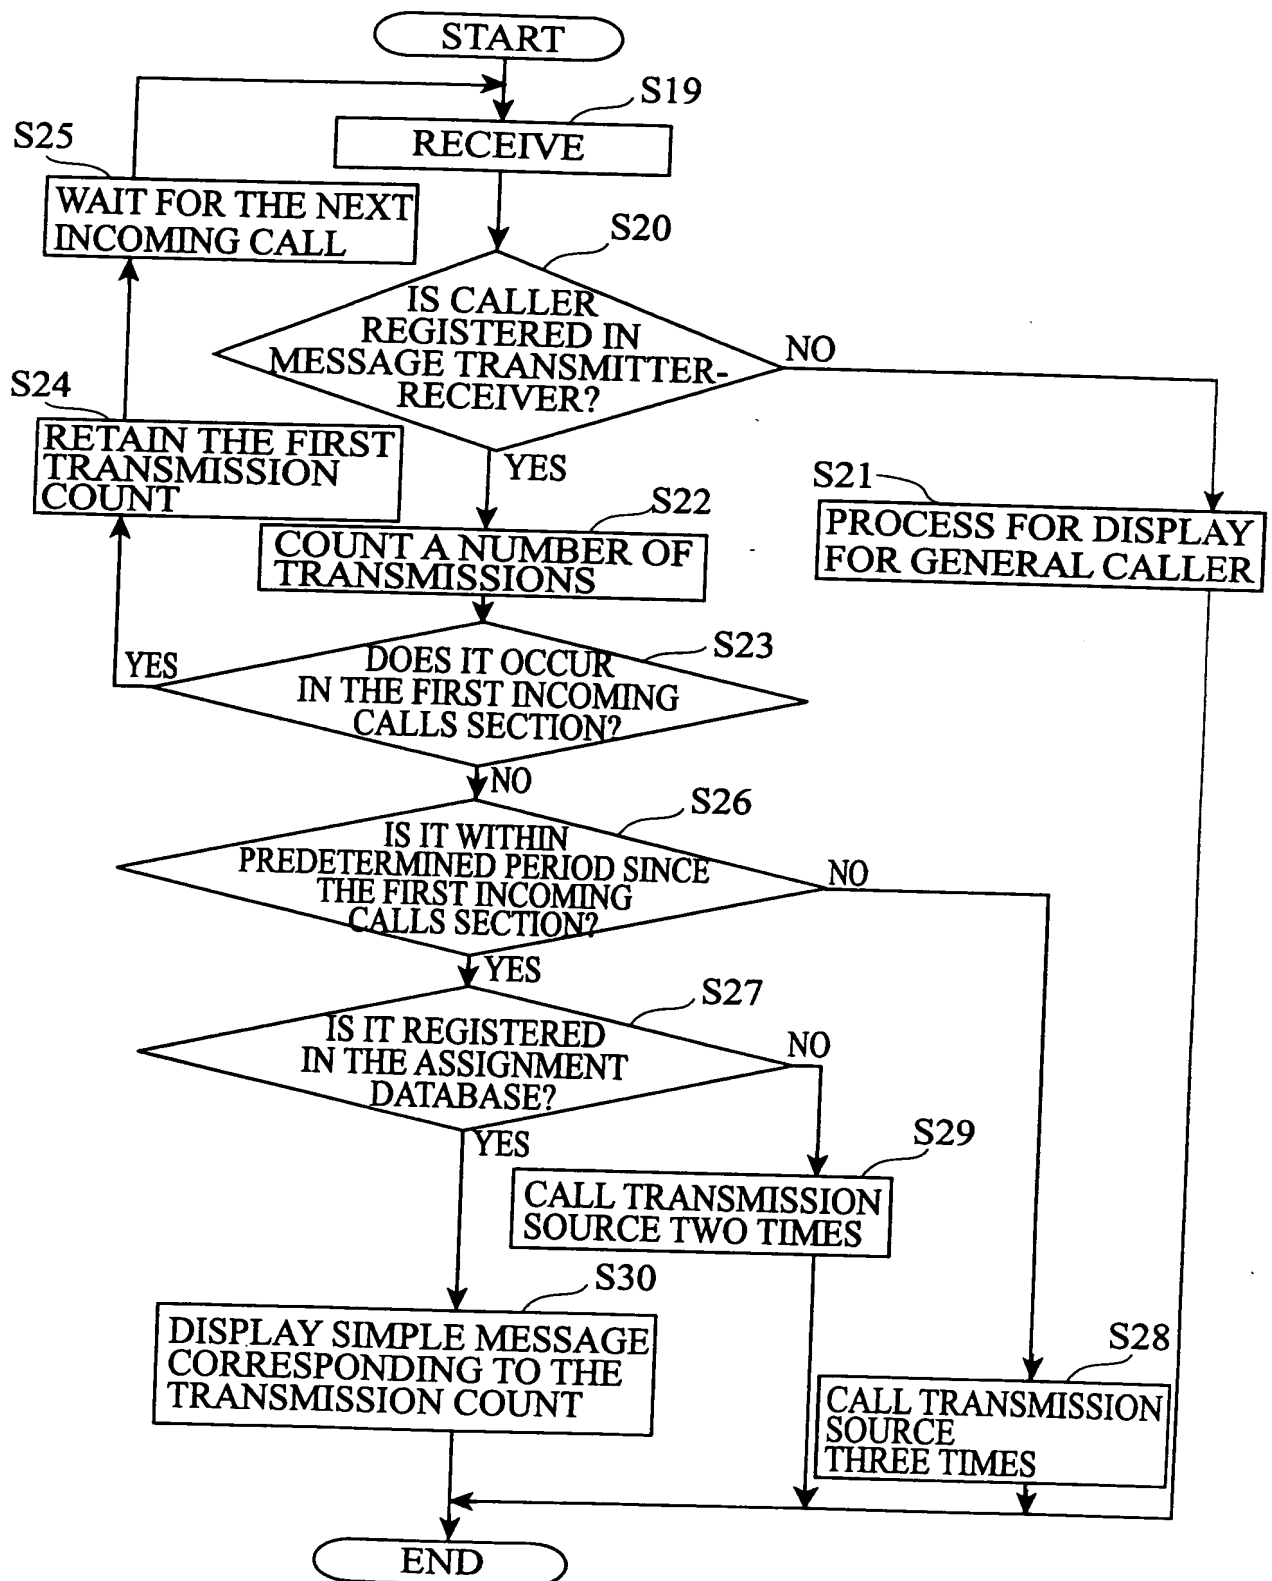 START
S19
RECEIVE
S25
WAIT FOR THE NEXT
INCOMING CALL
S20
IS CALLER
REGISTERED IN
MESSAGE TRANSMITTER-
RECEIVER?
NO
S24
RETAIN THE FIRST
TRANSMISSION
COUNT
YES
S21
PROCESS FOR DISPLAY
FOR GENERAL CALLER
S22
COUNT A NUMBER OF
TRANSMISSIONS
S23
DOES IT OCCUR
IN THE FIRST INCOMING
CALLS SECTION?
YES
NO
S26
IS IT WITHIN
PREDETERMINED PERIOD SINCE
THE FIRST INCOMING
CALLS SECTION?
NO
YES
S27
IS IT REGISTERED
IN THE ASSIGNMENT
DATABASE?
NO
YES
S29
CALL TRANSMISSION
SOURCE TWO TIMES
S30
DISPLAY SIMPLE MESSAGE
CORRESPONDING TO THE
TRANSMISSION COUNT
S28
CALL TRANSMISSION
SOURCE
THREE TIMES
END